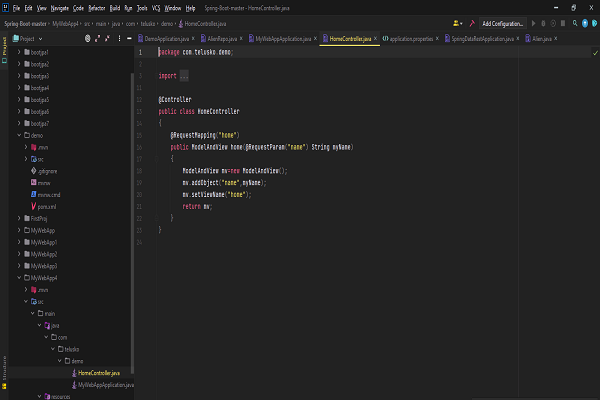 File Edit View Navigate Code Refactor Build Run Tools VCS Window Help Spring-Boot-master - HomeController.java
Spring-Boot-master MyWebApp4 src main java com telusko demo HomeController.java Add Configuration...
Project
Project
DemoApplication.java AlienRepo.java MyWebAppApplication.java HomeController.java application.properties SpringDataRestApplication.java Alien.java
bootjpa1
bootjpa2
bootjpa3
bootjpa4
bootjpa5
bootjpa6
bootjpa7
demo
.mvn
src
.gitignore
mvnw
mvnw.cmd
pom.xml
FirstProj
MyWebApp
MyWebApp1
MyWebApp2
MyWebApp3
MyWebApp4
.mvn
src
main
java
com
telusko
demo
HomeController.java
MyWebAppApplication.java
resources
Structure
1 package com.telusko.demo;
import ...
@Controller
public class HomeController
{
@RequestMapping("home")
public ModelAndView home(@RequestParam("name") String myName)
{
ModelAndView mv=new ModelAndView();
mv.addObject("name",myName);
mv.setViewName("home");
return mv;
}
}